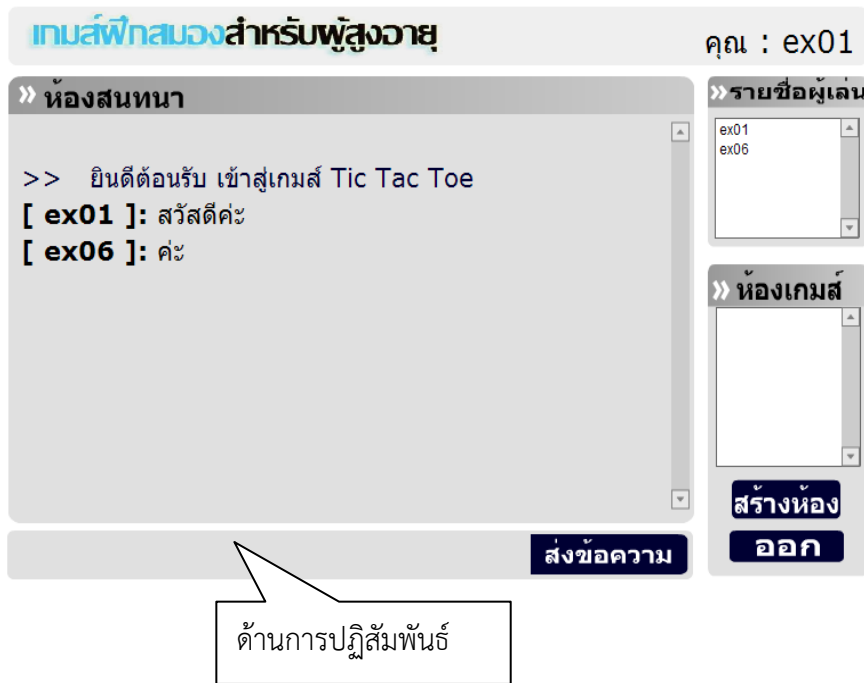 เกมส์ฝึกสมองสำหรับผู้สูงอายุ
คุณ : ex01
» ห้องสนทนา
>> ยินดีต้อนรับ เข้าสู่เกมส์ Tic Tac Toe
[ ex01 ]: สวัสดีค่ะ
[ ex06 ]: ค่ะ
»รายชื่อผู้เล่น
ex01
ex06
» ห้องเกมส์
สร้างห้อง
ออก
ส่งข้อความ
ด้านการปฏิสัมพันธ์